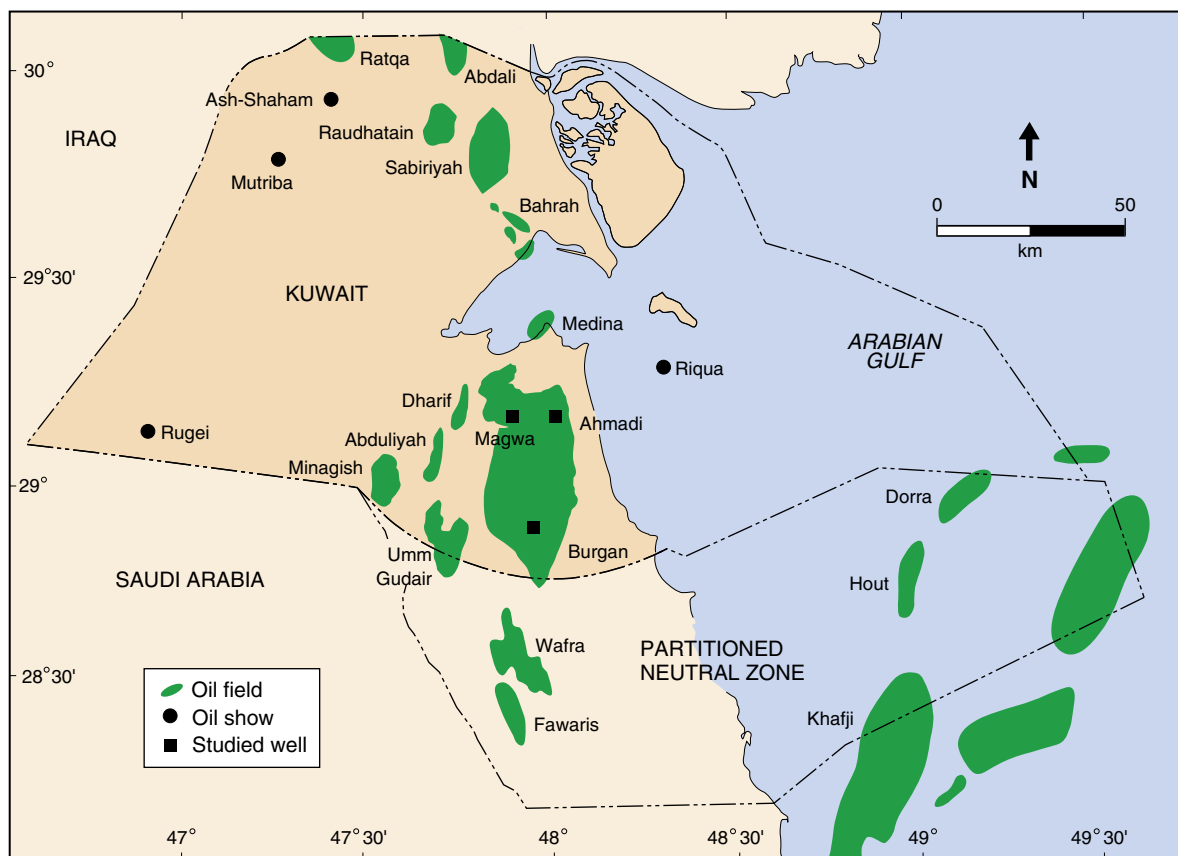 30°
29°30'
29°
28°30'
47°
47°30'
48°
48°30'
49°
49°30'
Ratqa
Abdali
Ash-Shaham
IRAQ
Raudhatain
Mutriba
Sabiriyah
N
0
50
km
Bahrah
KUWAIT
Medina
ARABIAN
GULF
Riqua
Dharif
Rugei
Magwa
Ahmadi
Abduliyah
Minagish
Dorra
Umm
Gudair
Burgan
SAUDI ARABIA
Hout
Wafra
PARTITIONED
NEUTRAL ZONE
Fawaris
Khafji
Oil field
Oil show
Studied well